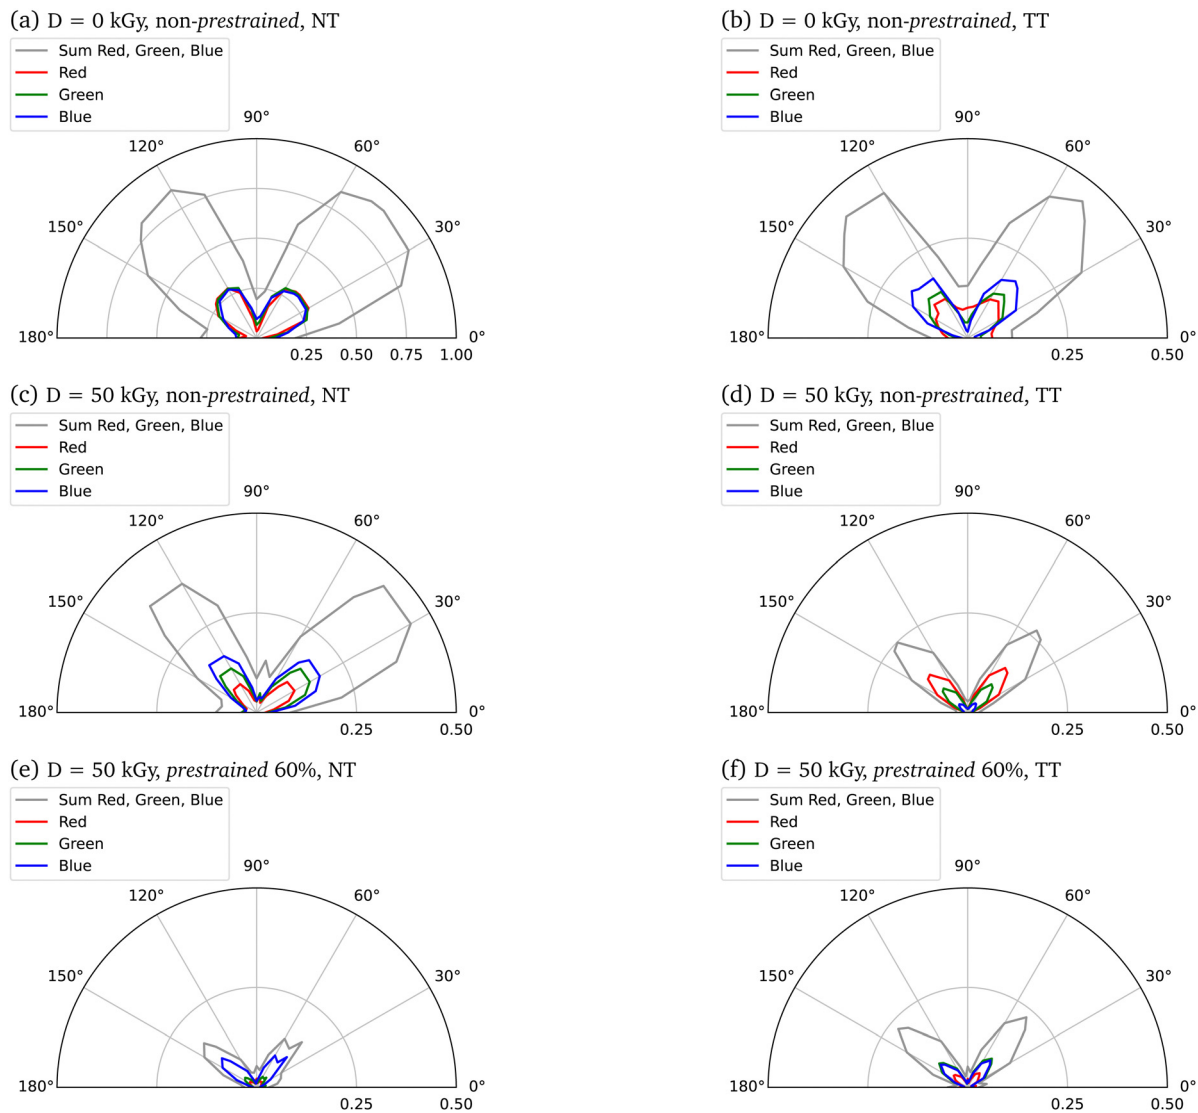 (a) D = 0 kGy, non-prestrained, NT
Sum Red, Green, Blue
Red
Green
Blue
90°
120°
60°
150°
30°
180°
0°
0.25 0.50 0.75 1.00
(b) D = 0 kGy, non-prestrained, TT
Sum Red, Green, Blue
Red
Green
Blue
90°
120°
60°
150°
30°
180°
0°
0.25 0.50
(c) D = 50 kGy, non-prestrained, NT
Sum Red, Green, Blue
Red
Green
Blue
90°
120°
60°
150°
30°
180°
0°
0.25 0.50
(d) D = 50 kGy, non-prestrained, TT
Sum Red, Green, Blue
Red
Green
Blue
90°
120°
60°
150°
30°
180°
0°
0.25 0.50
(e) D = 50 kGy, prestrained 60%, NT
Sum Red, Green, Blue
Red
Green
Blue
90°
120°
60°
150°
30°
180°
0°
0.25 0.50
(f) D = 50 kGy, prestrained 60%, TT
Sum Red, Green, Blue
Red
Green
Blue
90°
120°
60°
150°
30°
180°
0°
0.25 0.50